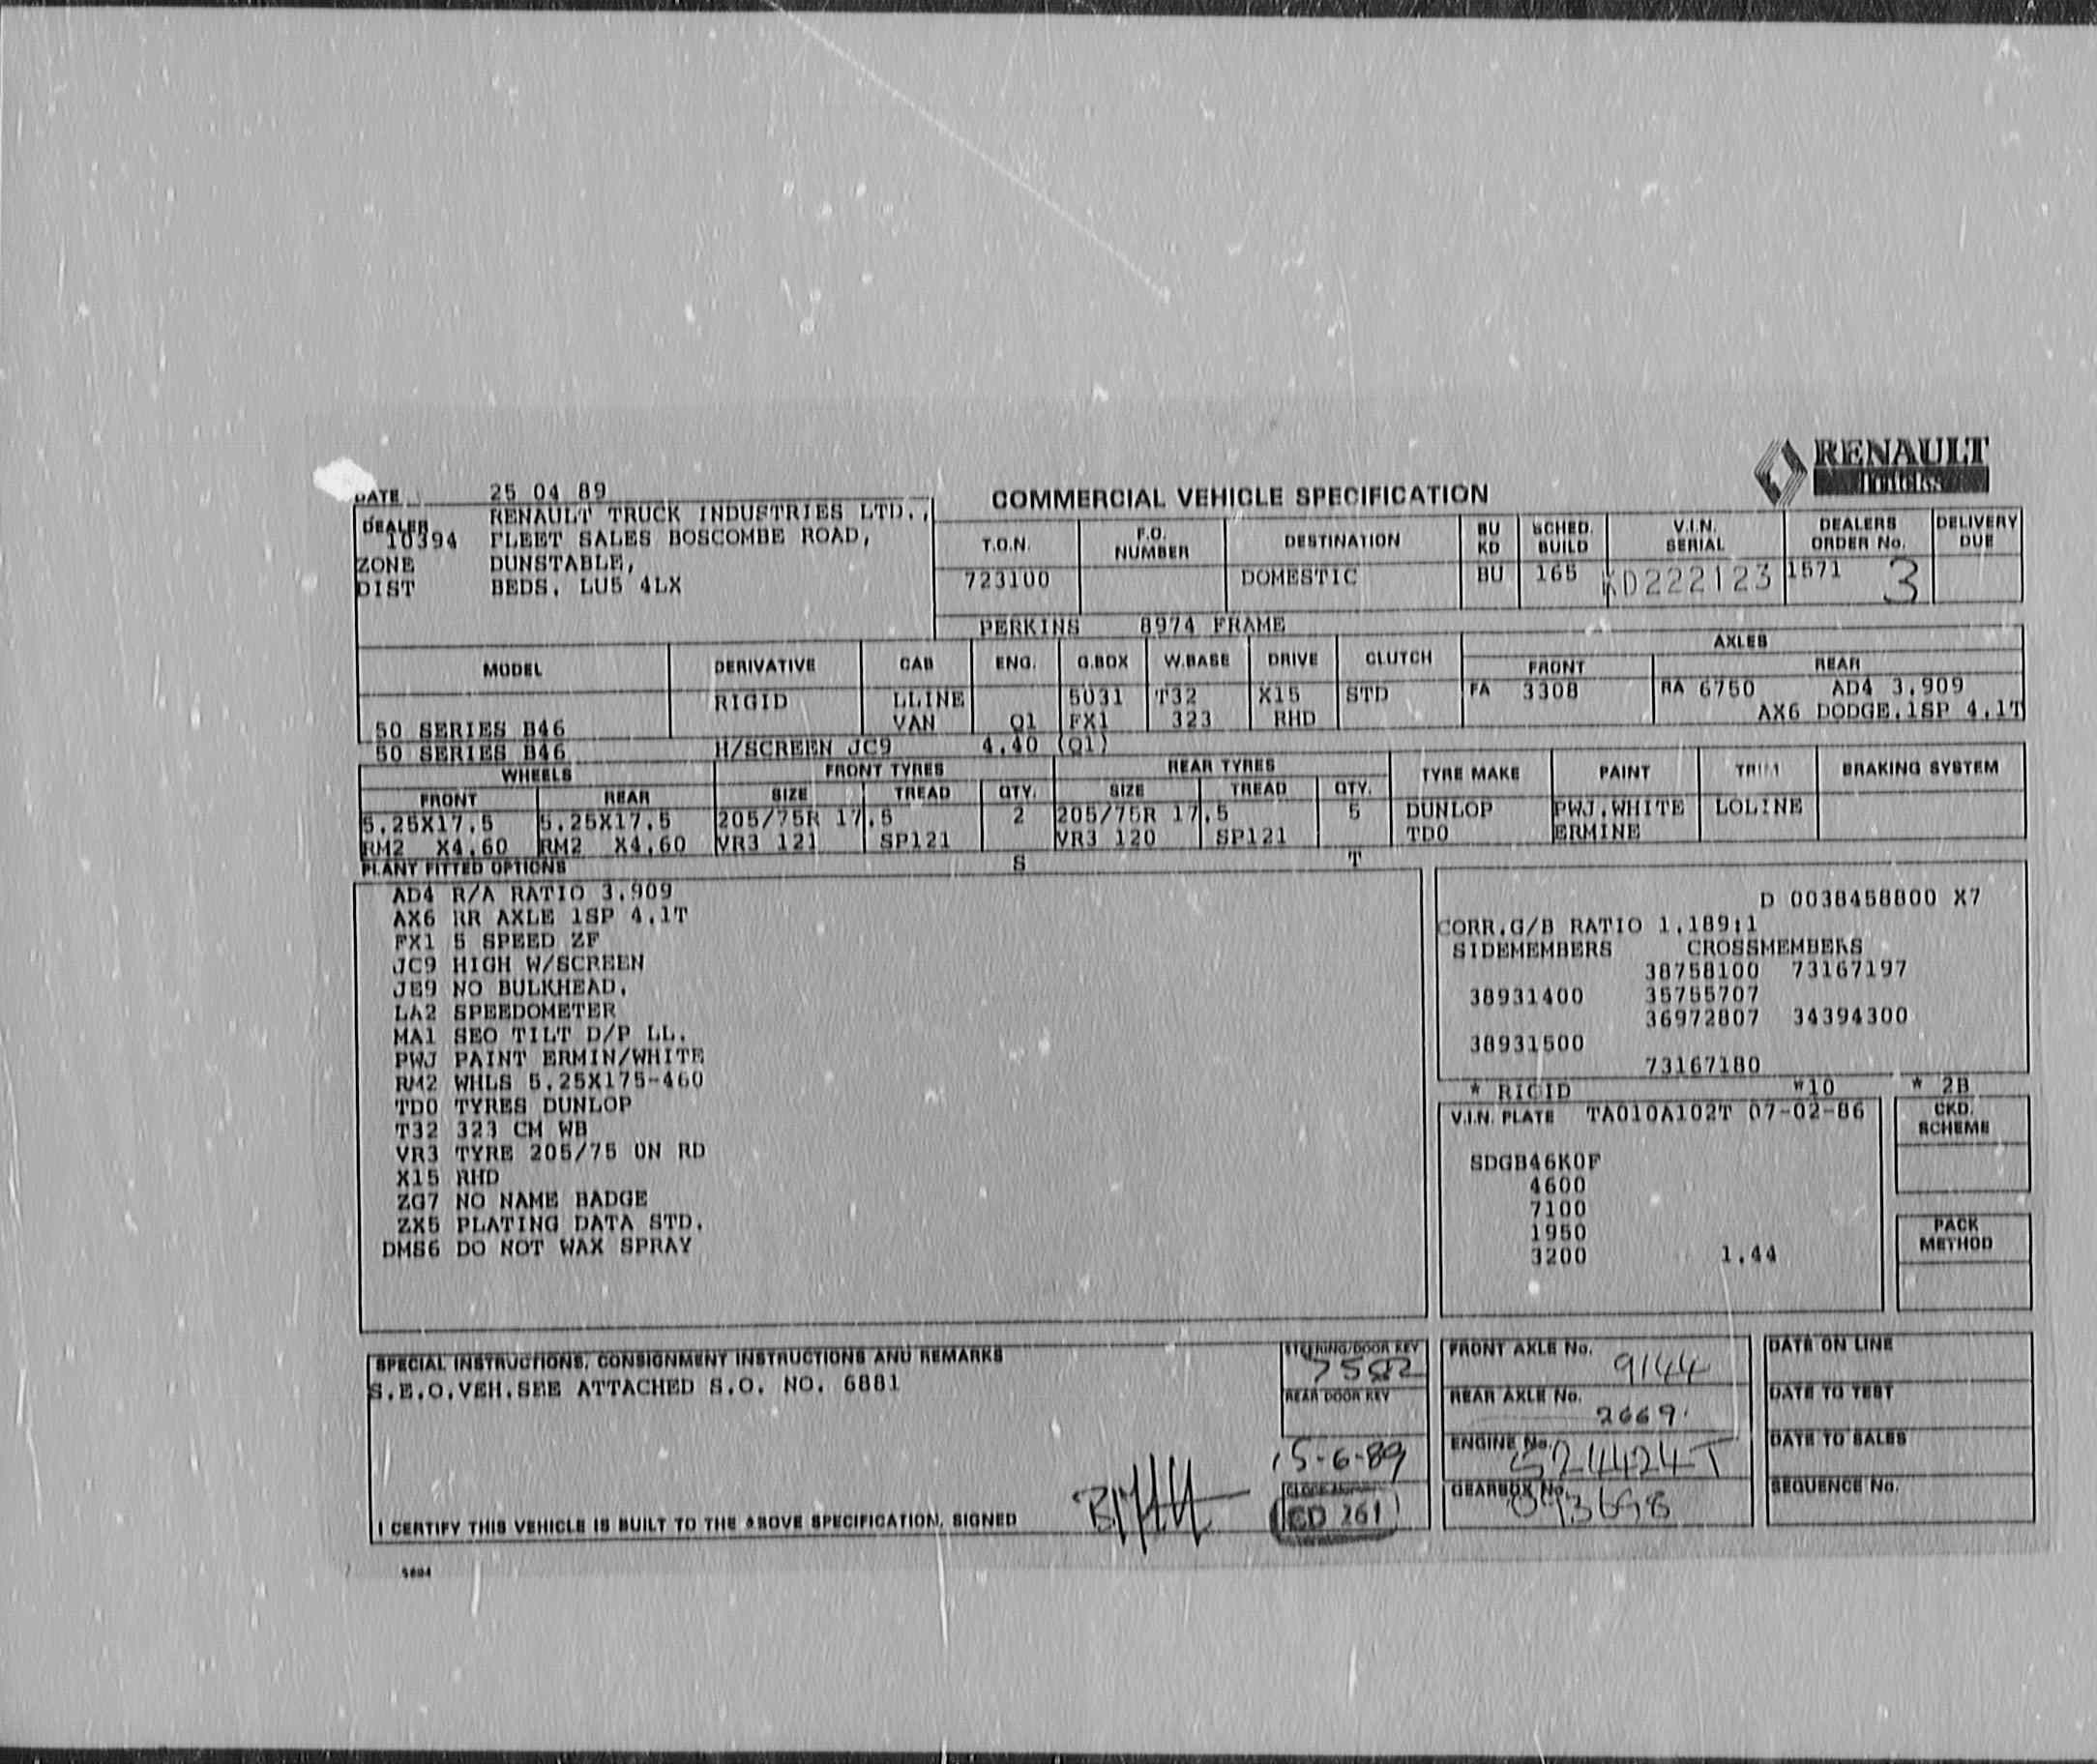 RENAULT
Trucks
DATE 25 04 89
COMMERCIAL VEHICLE SPECIFICATION
DEALER 10394 RENAULT TRUCK INDUSTRIES LTD.,
FLEET SALES BOSCOMBE ROAD,
ZONE DUNSTABLE,
DIST BEDS. LU5 4LX
T.O.N. F.O. NUMBER DESTINATION BU KD SCHED. BUILD V.I.N. SERIAL DEALERS ORDER No. DELIVERY DUE
723100 DOMESTIC BU 165 KD222123 1571 3
PERKINS 8974 FRAME
MODEL DERIVATIVE CAB ENG. G.BOX W.BASE DRIVE CLUTCH AXLES
FRONT REAR
RIGID LLINE 5031 T32 X15 STD FA 3308 RA 6750 AD4 3.909
50 SERIES B46 VAN Q1 FX1 323 RHD AX6 DODGE.1SP 4.1T
50 SERIES B46 H/SCREEN JC9 4.40 (Q1)
WHEELS FRONT TYRES REAR TYRES TYRE MAKE PAINT TRIM BRAKING SYSTEM
FRONT REAR SIZE TREAD QTY. SIZE TREAD QTY.
5.25X17.5 5.25X17.5 205/75R 17.5 2 205/75R 17.5 5 DUNLOP PWJ.WHITE LOLINE
RM2 X4.60 RM2 X4.60 VR3 121 SP121 VR3 120 SP121 TD0 ERMINE
PLANT FITTED OPTIONS S T
AD4 R/A RATIO 3.909
AX6 RR AXLE 1SP 4.1T
FX1 5 SPEED ZF
JC9 HIGH W/SCREEN
JE9 NO BULKHEAD.
LA2 SPEEDOMETER
MA1 SEO TILT D/P LL.
PWJ PAINT ERMIN/WHITE
RM2 WHLS 5.25X175-460
TD0 TYRES DUNLOP
T32 323 CM WB
VR3 TYRE 205/75 ON RD
X15 RHD
ZG7 NO NAME BADGE
ZX5 PLATING DATA STD.
DMS6 DO NOT WAX SPRAY
D 0038458800 X7
CORR.G/B RATIO 1.189:1
SIDEMEMBERS CROSSMEMBERS
38758100 73167197
38931400 35755707
36972807 34394300
38931500
73167180
* RIGID *10 * 2B
V.I.N. PLATE TA010A102T 07-02-86
CKD. SCHEME
SDGB46K0F
4600
7100
1950
3200 1.44
PACK METHOD
SPECIAL INSTRUCTIONS, CONSIGNMENT INSTRUCTIONS AND REMARKS
S.E.O.VEH.SEE ATTACHED S.O. NO. 6881
STEERING/DOOR KEY
REAR DOOR KEY
15-6-89
CD 261
FRONT AXLE No. 9144
REAR AXLE No. 2669
ENGINE No. S24424T
GEARBOX No. 093698
DATE ON LINE
DATE TO TEST
DATE TO SALES
SEQUENCE No.
I CERTIFY THIS VEHICLE IS BUILT TO THE ABOVE SPECIFICATION, SIGNED